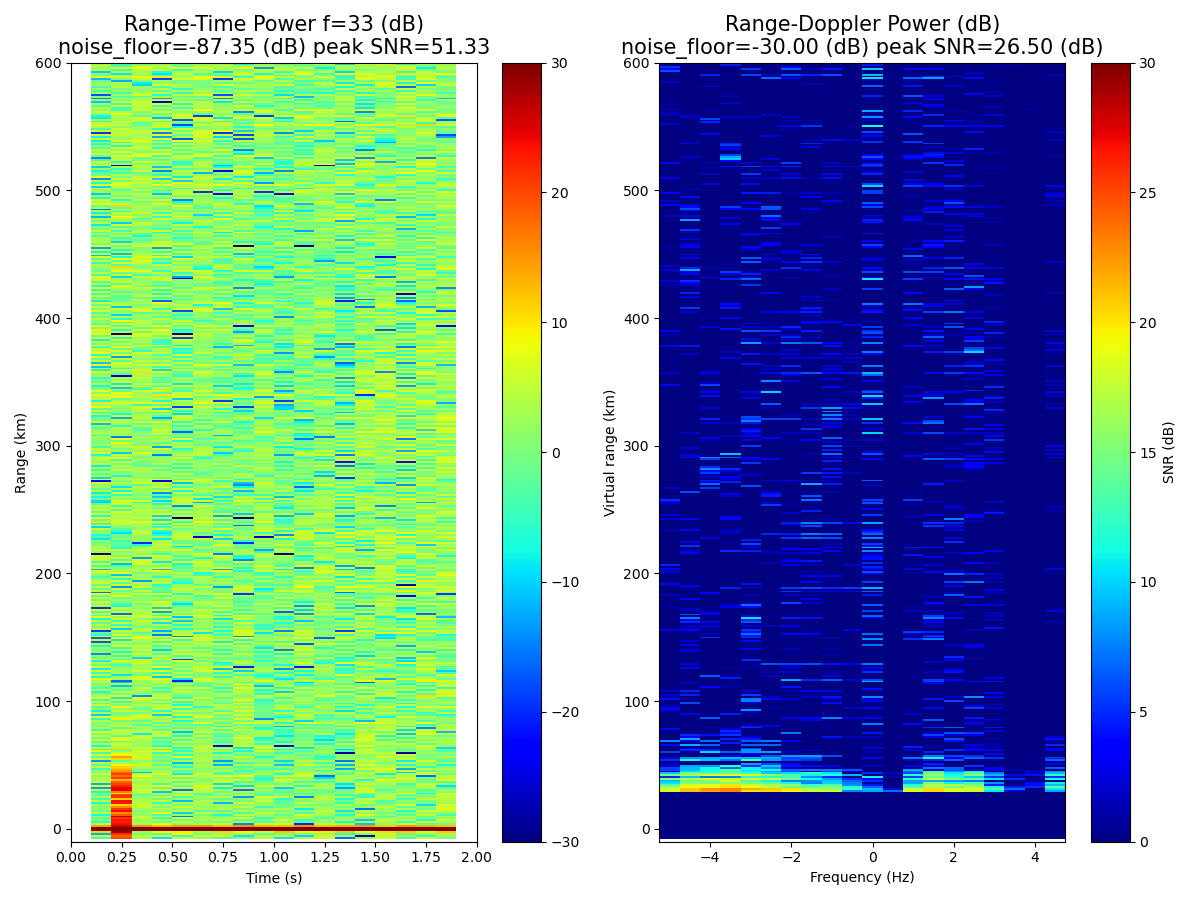 Range-Time Power f=33 (dB)
noise_floor=-87.35 (dB) peak SNR=51.33
600
500
400
300
200
100
0
Range (km)
0.00 0.25 0.50 0.75 1.00 1.25 1.50 1.75 2.00
Time (s)
30
20
10
0
−10
−20
−30
Range-Doppler Power (dB)
noise_floor=-30.00 (dB) peak SNR=26.50 (dB)
600
500
400
300
200
100
0
Virtual range (km)
−4 −2 0 2 4
Frequency (Hz)
30
25
20
15
10
5
0
SNR (dB)